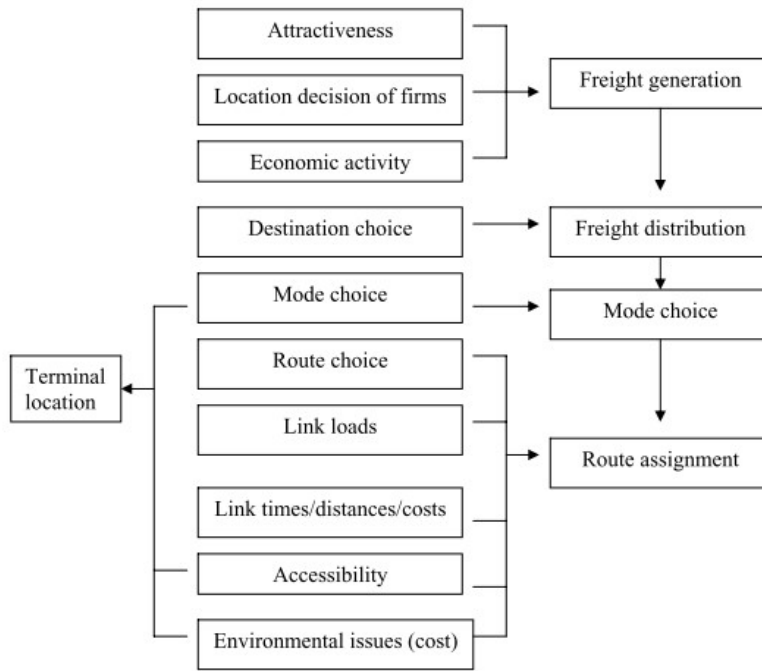 Attractiveness
Freight generation
Location decision of firms
Economic activity
Destination choice
Freight distribution
Mode choice
Mode choice
Route choice
Terminal
location
Link loads
Route assignment
Link times/distances/costs
Accessibility
Environmental issues (cost)